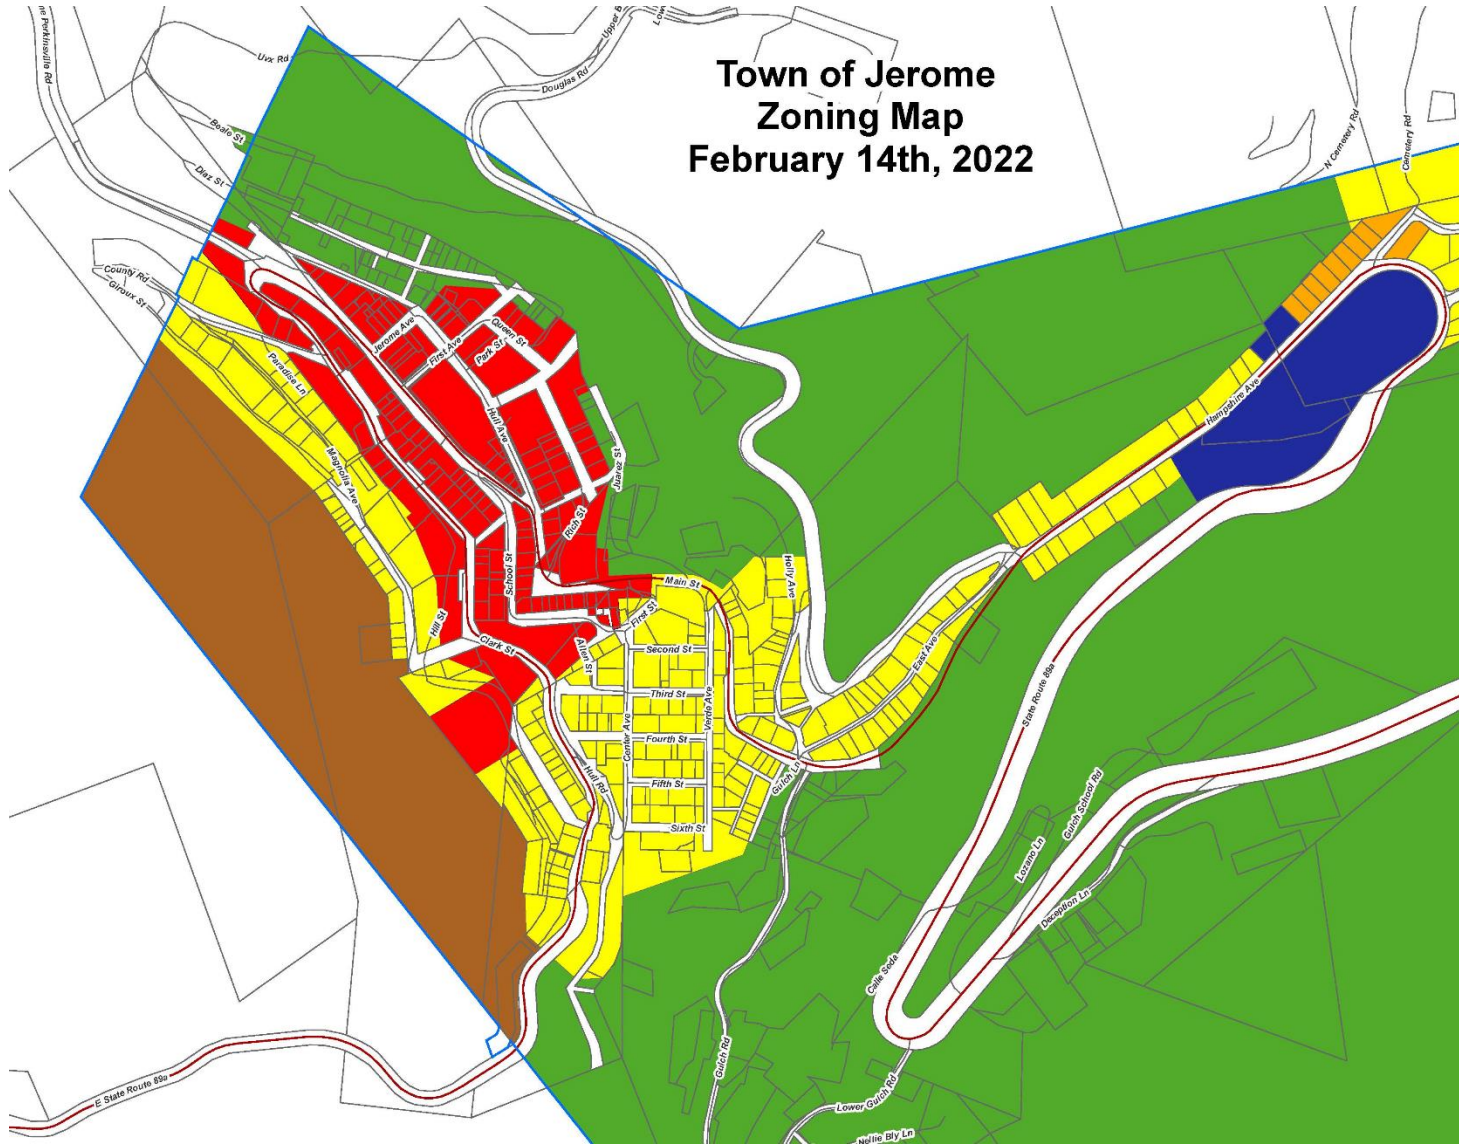 Town of Jerome
Zoning Map
February 14th, 2022
ne Perkinsville Rd
Uvx Rd
Douglas Rd
Upper B
Low
Beale St
Diaz St
N Cemetery Rd
Cemetery Rd
County Rd
Giroux St
Jerome Ave
First Ave
Park St
Queen St
Paradise Ln
Hull Ave
Magnolia Ave
Juarez St
Rich St
Hampshire Ave
School St
Main St
Holly Ave
Hill St
Clark St
First St
Allen St
Second St
East Ave
Third St
Verde Ave
Center Ave
Fourth St
State Route 89a
Hull Rd
Fifth St
Gulch Ln
Sixth St
Gulch School Rd
Lozano Ln
Deception Ln
Calle Soda
Gulch Rd
E State Route 89a
Lower Gulch Rd
Nellie Bly Ln